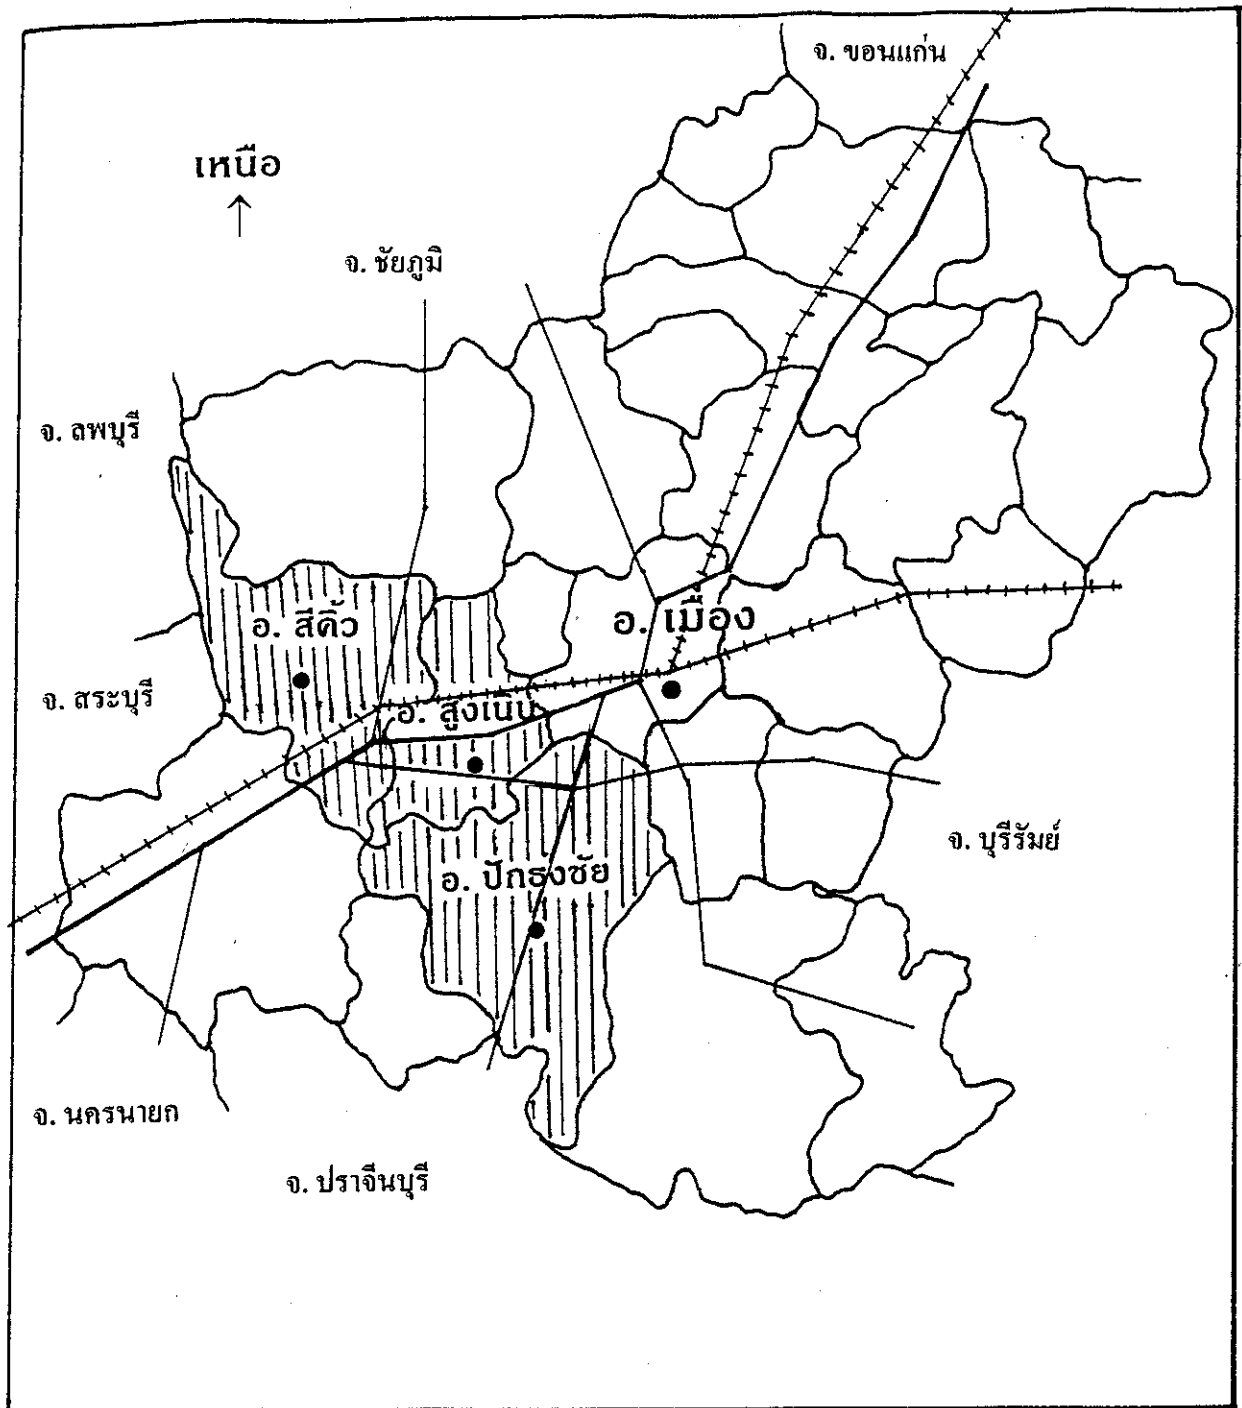 จ. ขอนแก่น
เหนือ
จ. ชัยภูมิ
จ. ลพบุรี
อ. สีคิ้ว
อ. เมือง
จ. สระบุรี
อ. สูงเนิน
จ. บุรีรัมย์
อ. ปักธงชัย
จ. นครนายก
จ. ปราจีนบุรี